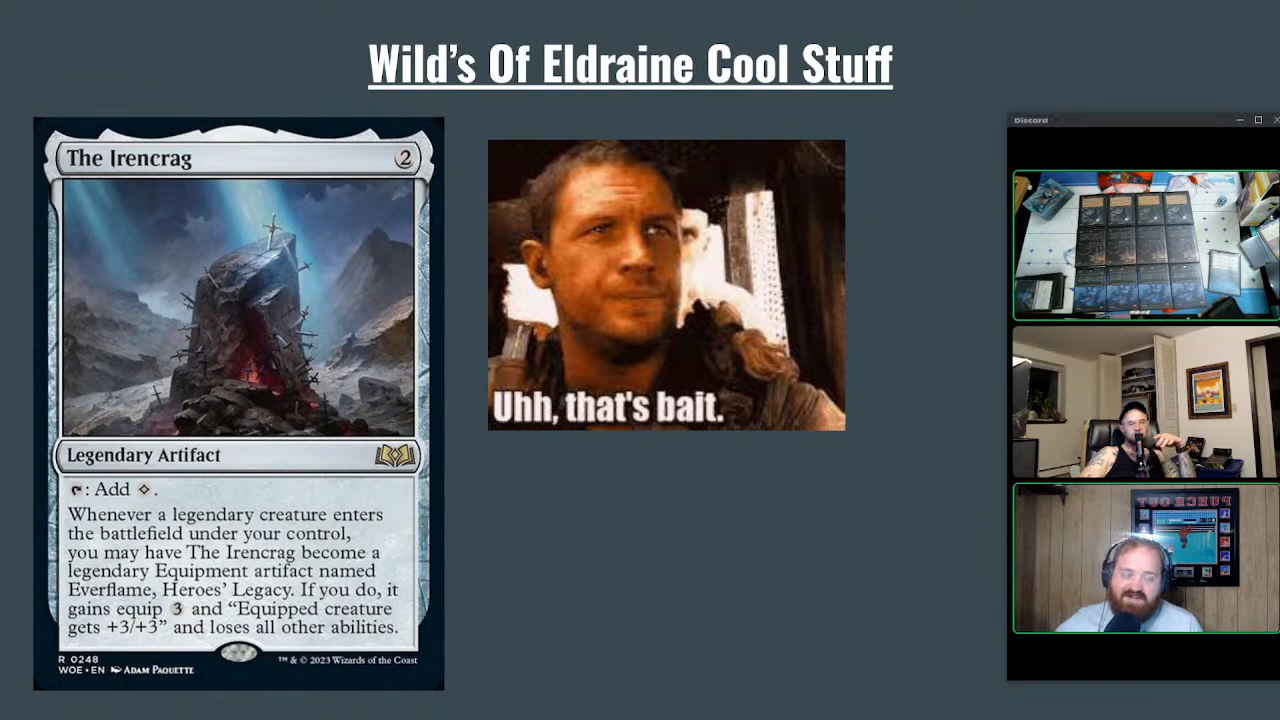 Wild's Of Eldraine Cool Stuff
The Irencrag
2
Legendary Artifact
: Add .
Whenever a legendary creature enters
the battlefield under your control,
you may have The Irencrag become a
legendary Equipment artifact named
Everflame, Heroes' Legacy. If you do, it
gains equip 3 and “Equipped creature
gets +3/+3” and loses all other abilities.
R 0248
WOE • EN ADAM PAQUETTE
™ & © 2023 Wizards of the Coast
Uhh, that's bait.
Discord
PUNCH OUT